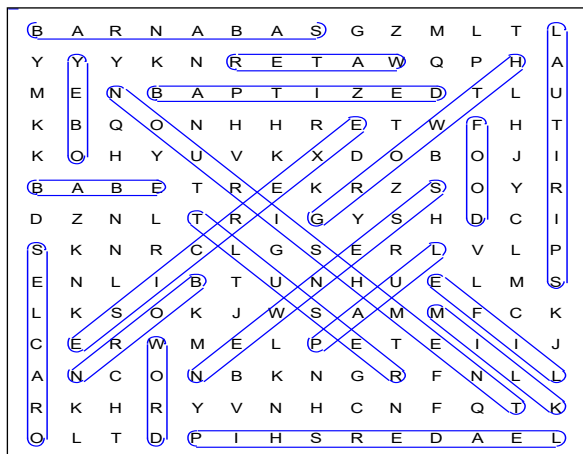 B A R N A B A S G Z M L T L
Y Y Y K N R E T A W Q P H A
M E N B A P T I Z E D T L U
K B Q O N H H R E T W F H T
K O H Y U V K X D O B O J I
B A B E T R E K R Z S O Y R
D Z N L T R I G Y S H D C I
S K N R C L G S E R L V L P
E N L I B T U N H U E L M S
L K S O K J W S A M M F C K
C E R W M E L P E T E I I J
A N C O N B K N G R F N L L
R K H R Y V N H C N F Q T K
O L T D P I H S R E D A E L